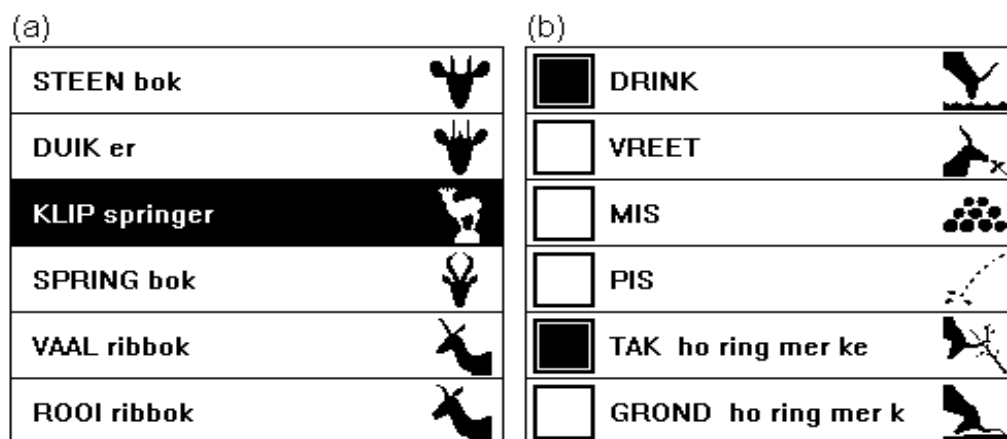 (a)
STEEN bok
DUIK er
KLIP springer
SPRING bok
VAAL ribbok
ROOI ribbok
(b)
DRINK
VREET
MIS
PIS
TAK ho ring mer ke
GROND ho ring mer k